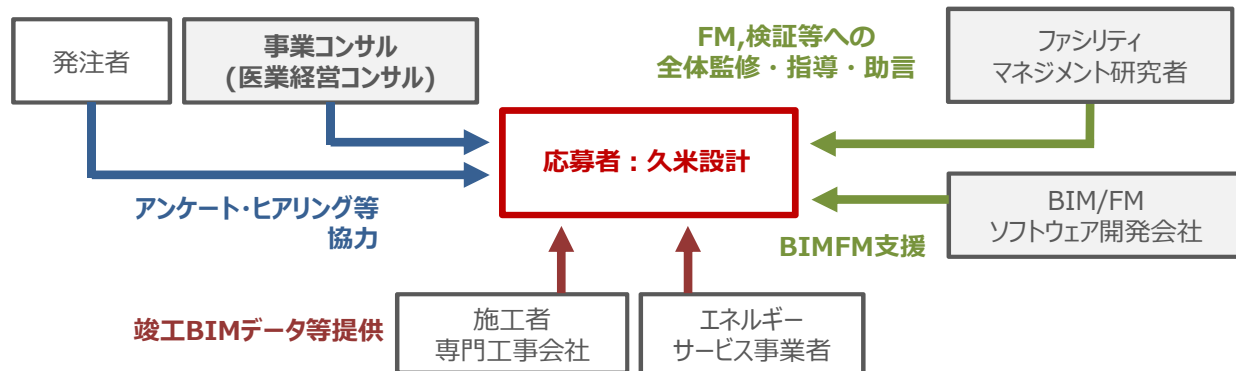 発注者
事業コンサル
(医業経営コンサル)
FM,検証等への
全体監修・指導・助言
ファシリティ
マネジメント研究者
応募者：久米設計
アンケート・ヒアリング等
協力
BIM/FM
ソフトウェア開発会社
BIMFM支援
竣工BIMデータ等提供
施工者
専門工事会社
エネルギー
サービス事業者